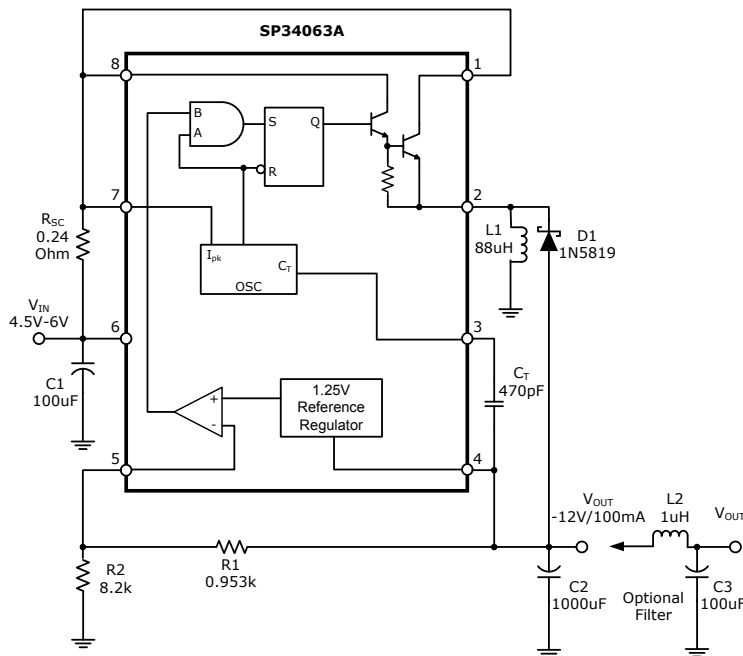 SP34063A
8
1
B
A
S
Q
R
7
2
RSC
0.24
Ohm
Ipk
CT
OSC
L1
88uH
D1
1N5819
VIN
4.5V-6V
6
3
C1
100uF
CT
470pF
+
-
1.25V
Reference
Regulator
5
4
VOUT
-12V/100mA
L2
1uH
VOUT
R1
0.953k
R2
8.2k
C2
1000uF
Optional
Filter
C3
100uF